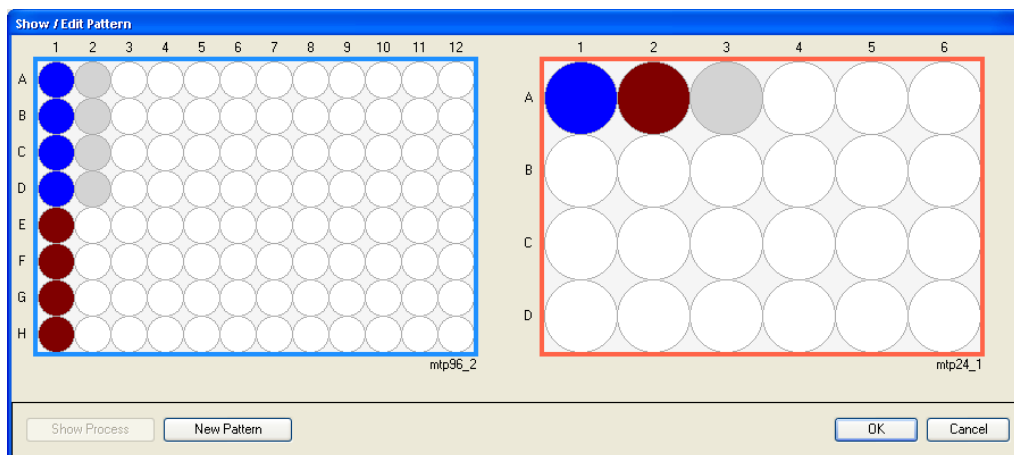 Show / Edit Pattern
1 2 3 4 5 6 7 8 9 10 11 12
A
B
C
D
E
F
G
H
mtp96_2
1 2 3 4 5 6
A
B
C
D
mtp24_1
Show Process
New Pattern
OK
Cancel